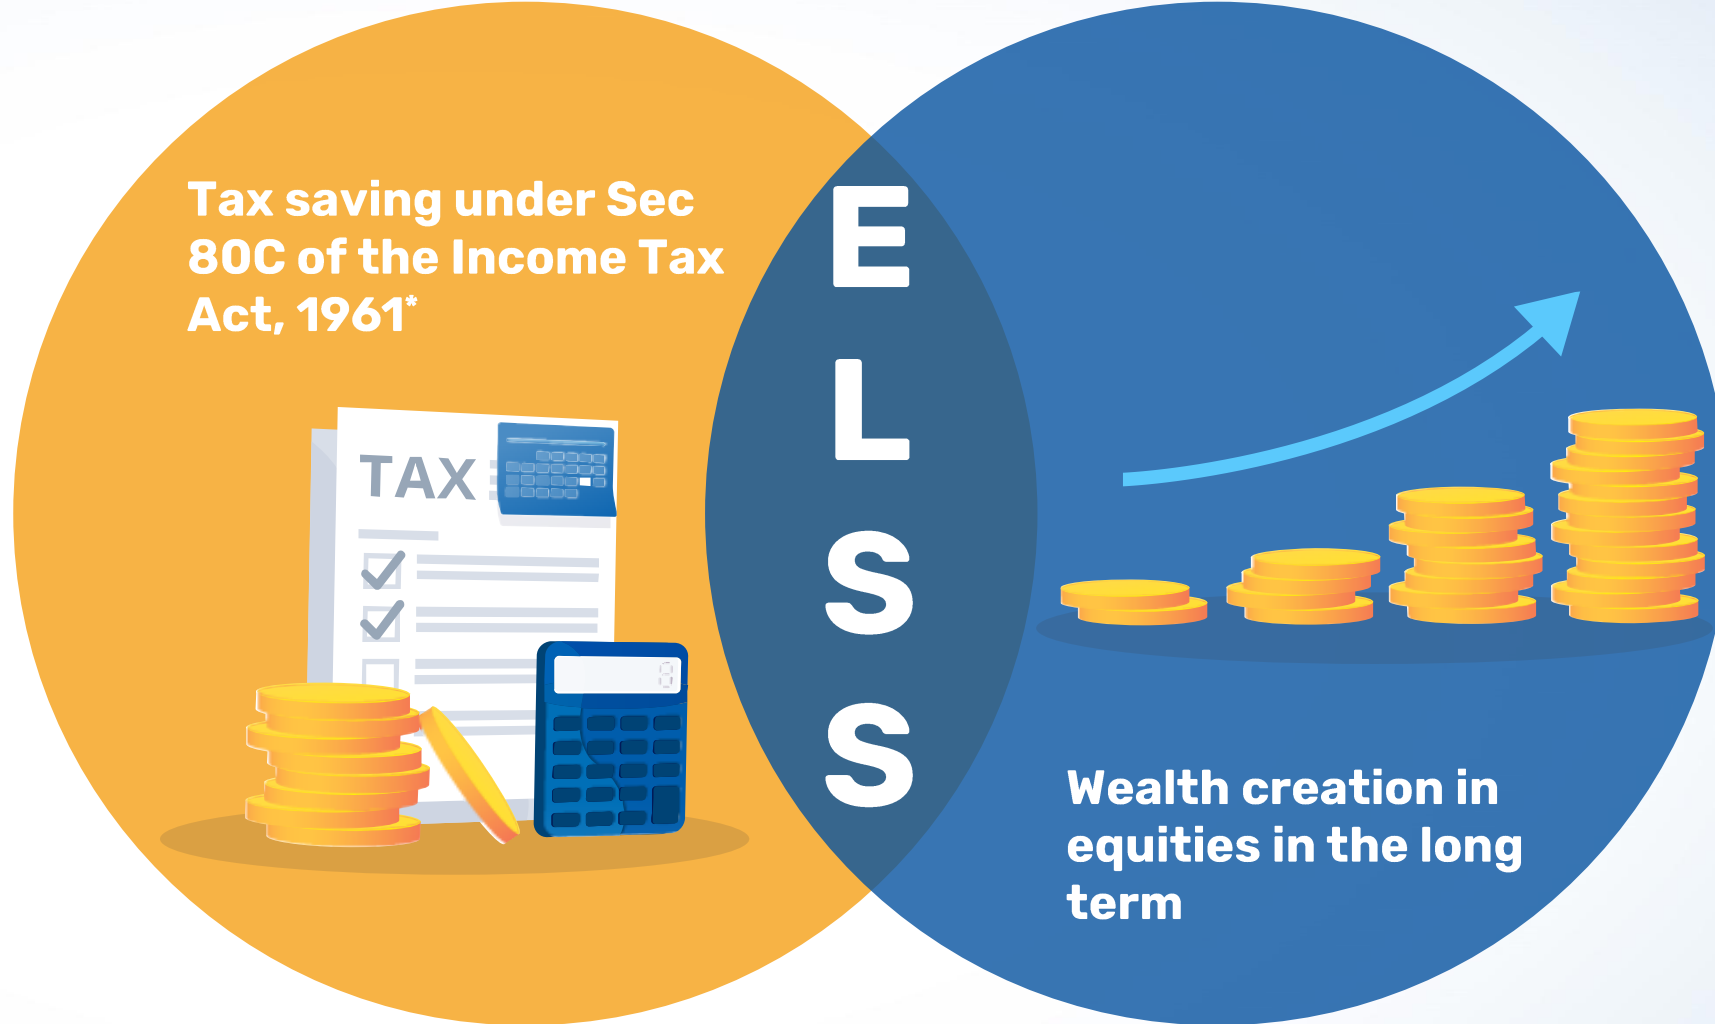 Tax saving under Sec
80C of the Income Tax
Act, 1961*
TAX
E
L
S
S
Wealth creation in
equities in the long
term